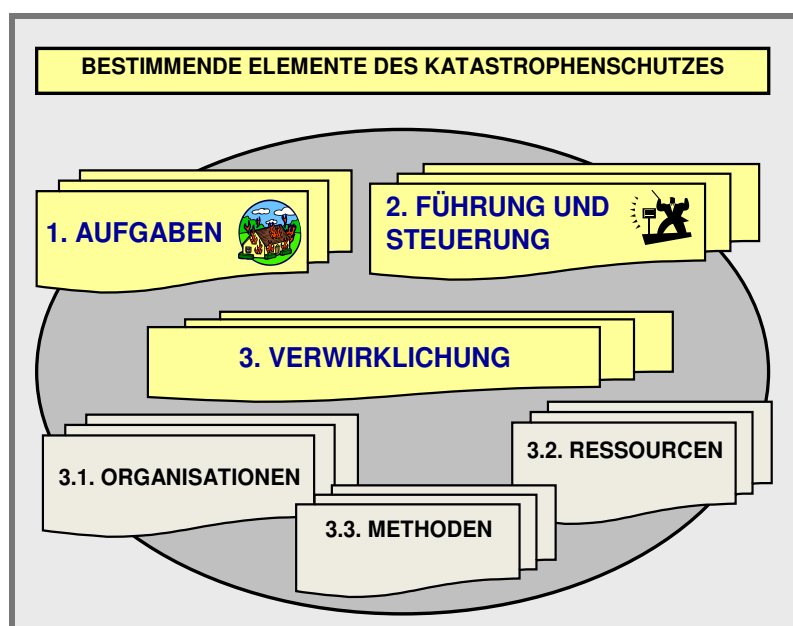 BESTIMMENDE ELEMENTE DES KATASTROPHENSCHUTZES
1. AUFGABEN
2. FÜHRUNG UND
STEUERUNG
3. VERWIRKLICHUNG
3.1. ORGANISATIONEN
3.2. RESSOURCEN
3.3. METHODEN